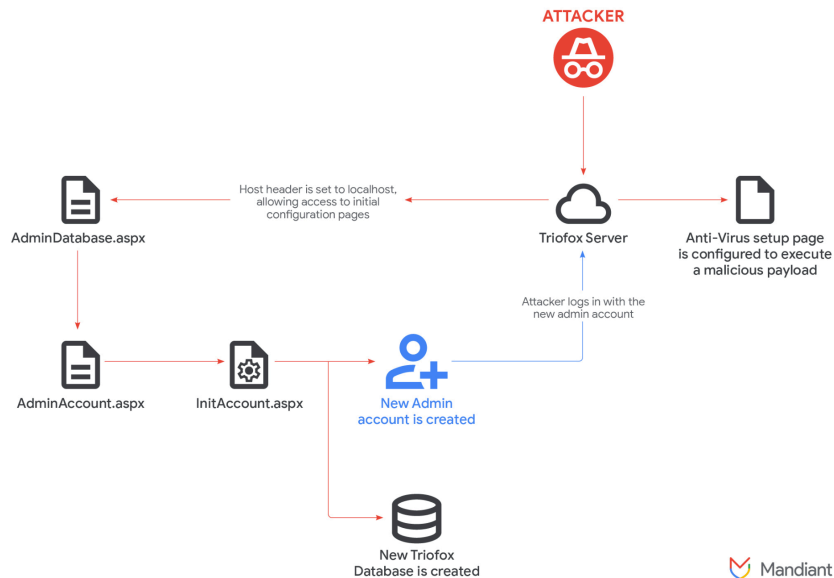 ATTACKER
Host header is set to localhost,
allowing access to initial
configuration pages
AdminDatabase.aspx
Triofox Server
Anti-Virus setup page
is configured to execute
a malicious payload
Attacker logs in with the
new admin account
AdminAccount.aspx
InitAccount.aspx
New Admin
account is created
New Triofox
Database is created
Mandiant